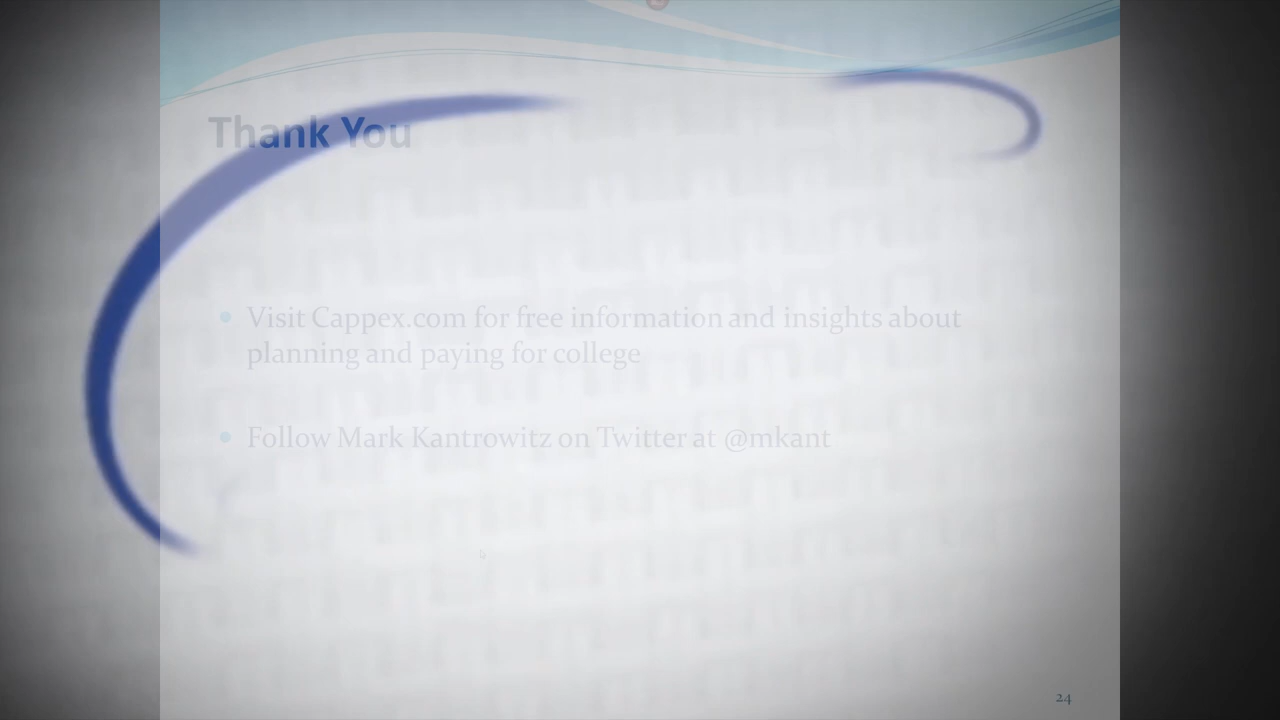 Thank You
Visit Cappex.com for free information and insights about
planning and paying for college
Follow Mark Kantrowitz on Twitter at @mkant
24